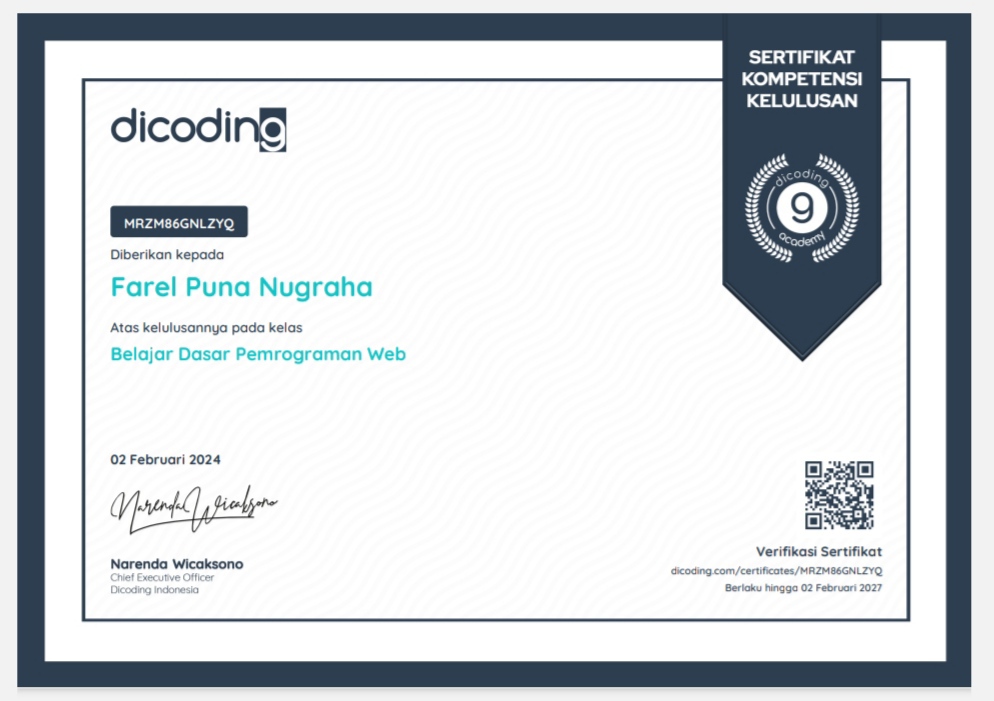 SERTIFIKAT
KOMPETENSI
KELULUSAN
dicoding
9
academy
dicoding
MRZM86GNLZYQ
Diberikan kepada
Farel Puna Nugraha
Atas kelulusannya pada kelas
Belajar Dasar Pemrograman Web
02 Februari 2024
Narenda Wicaksono
Narenda Wicaksono
Chief Executive Officer
Dicoding Indonesia
Verifikasi Sertifikat
dicoding.com/certificates/MRZM86GNLZYQ
Berlaku hingga 02 Februari 2027